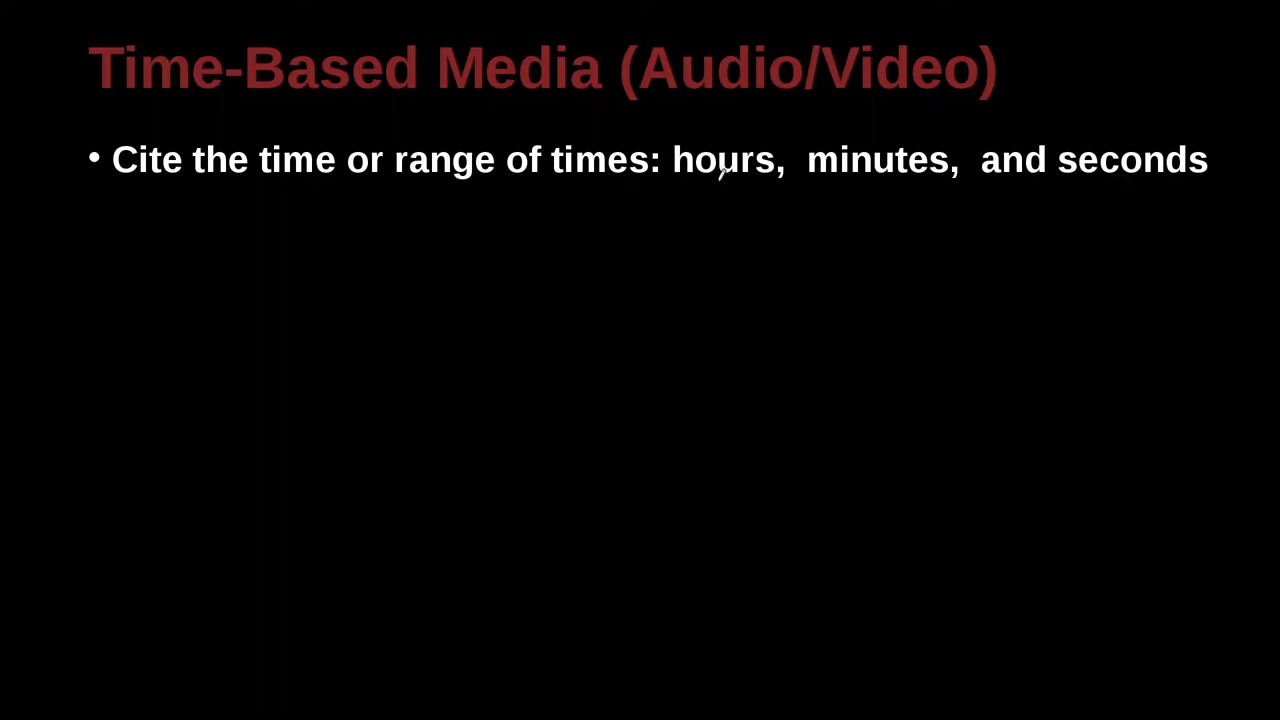 Time-Based Media (Audio/Video)
• Cite the time or range of times: hours,  minutes,  and seconds